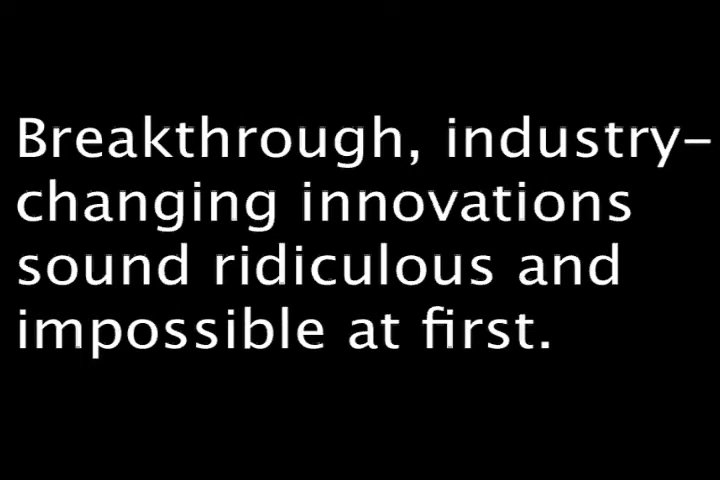 Breakthrough, industry-
changing innovations
sound ridiculous and
impossible at first.